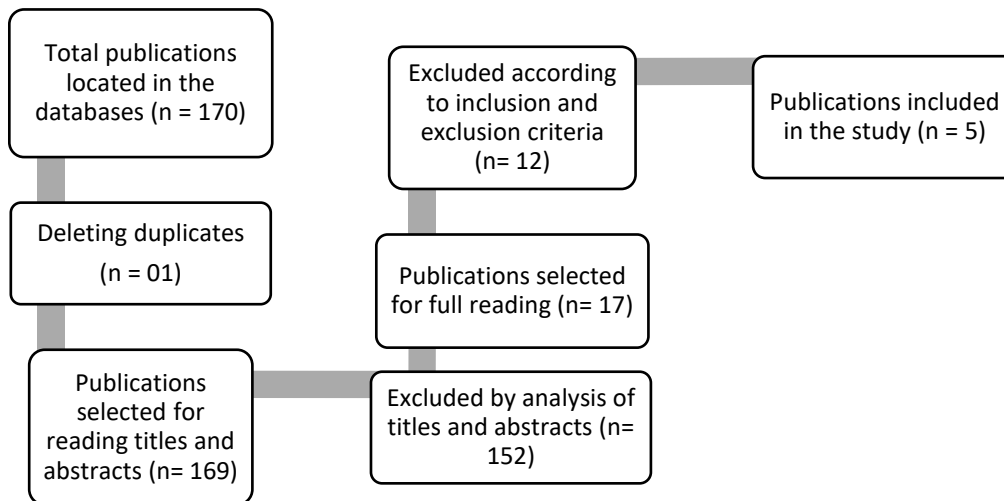 Total publications
located in the
databases (n = 170)
Deleting duplicates
(n = 01)
Publications
selected for
reading titles and
abstracts (n= 169)
Excluded by analysis of
titles and abstracts (n=
152)
Publications selected
for full reading (n= 17)
Excluded according
to inclusion and
exclusion criteria
(n= 12)
Publications included
in the study (n = 5)